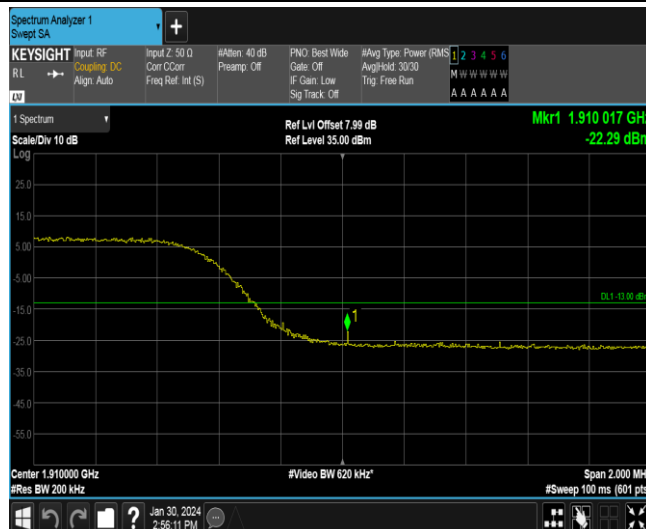 Spectrum Analyzer 1
Swept SA
+
KEYSIGHT
RL
Input: RF
Coupling: DC
Align: Auto
Input Z: 50 Ω
Corr CCorr
Freq Ref: Int (S)
#Atten: 40 dB
Preamp: Off
PNO: Best Wide
Gate: Off
IF Gain: Low
Sig Track: Off
#Avg Type: Power (RMS
Avg|Hold: 30/30
Trig: Free Run
1 2 3 4 5 6
M W W W W W
A A A A A A
LXI
1 Spectrum
Scale/Div 10 dB
Log
Ref Lvl Offset 7.99 dB
Ref Level 35.00 dBm
Mkr1 1.910 017 GHz
-22.29 dBm
25.0
15.0
5.00
-5.00
-15.0
-25.0
-35.0
-45.0
-55.0
DL1 -13.00 dBm
1
Center 1.910000 GHz
#Res BW 200 kHz
#Video BW 620 kHz*
Span 2.000 MH
#Sweep 100 ms (601 pts
?
Jan 30, 2024
2:56:11 PM